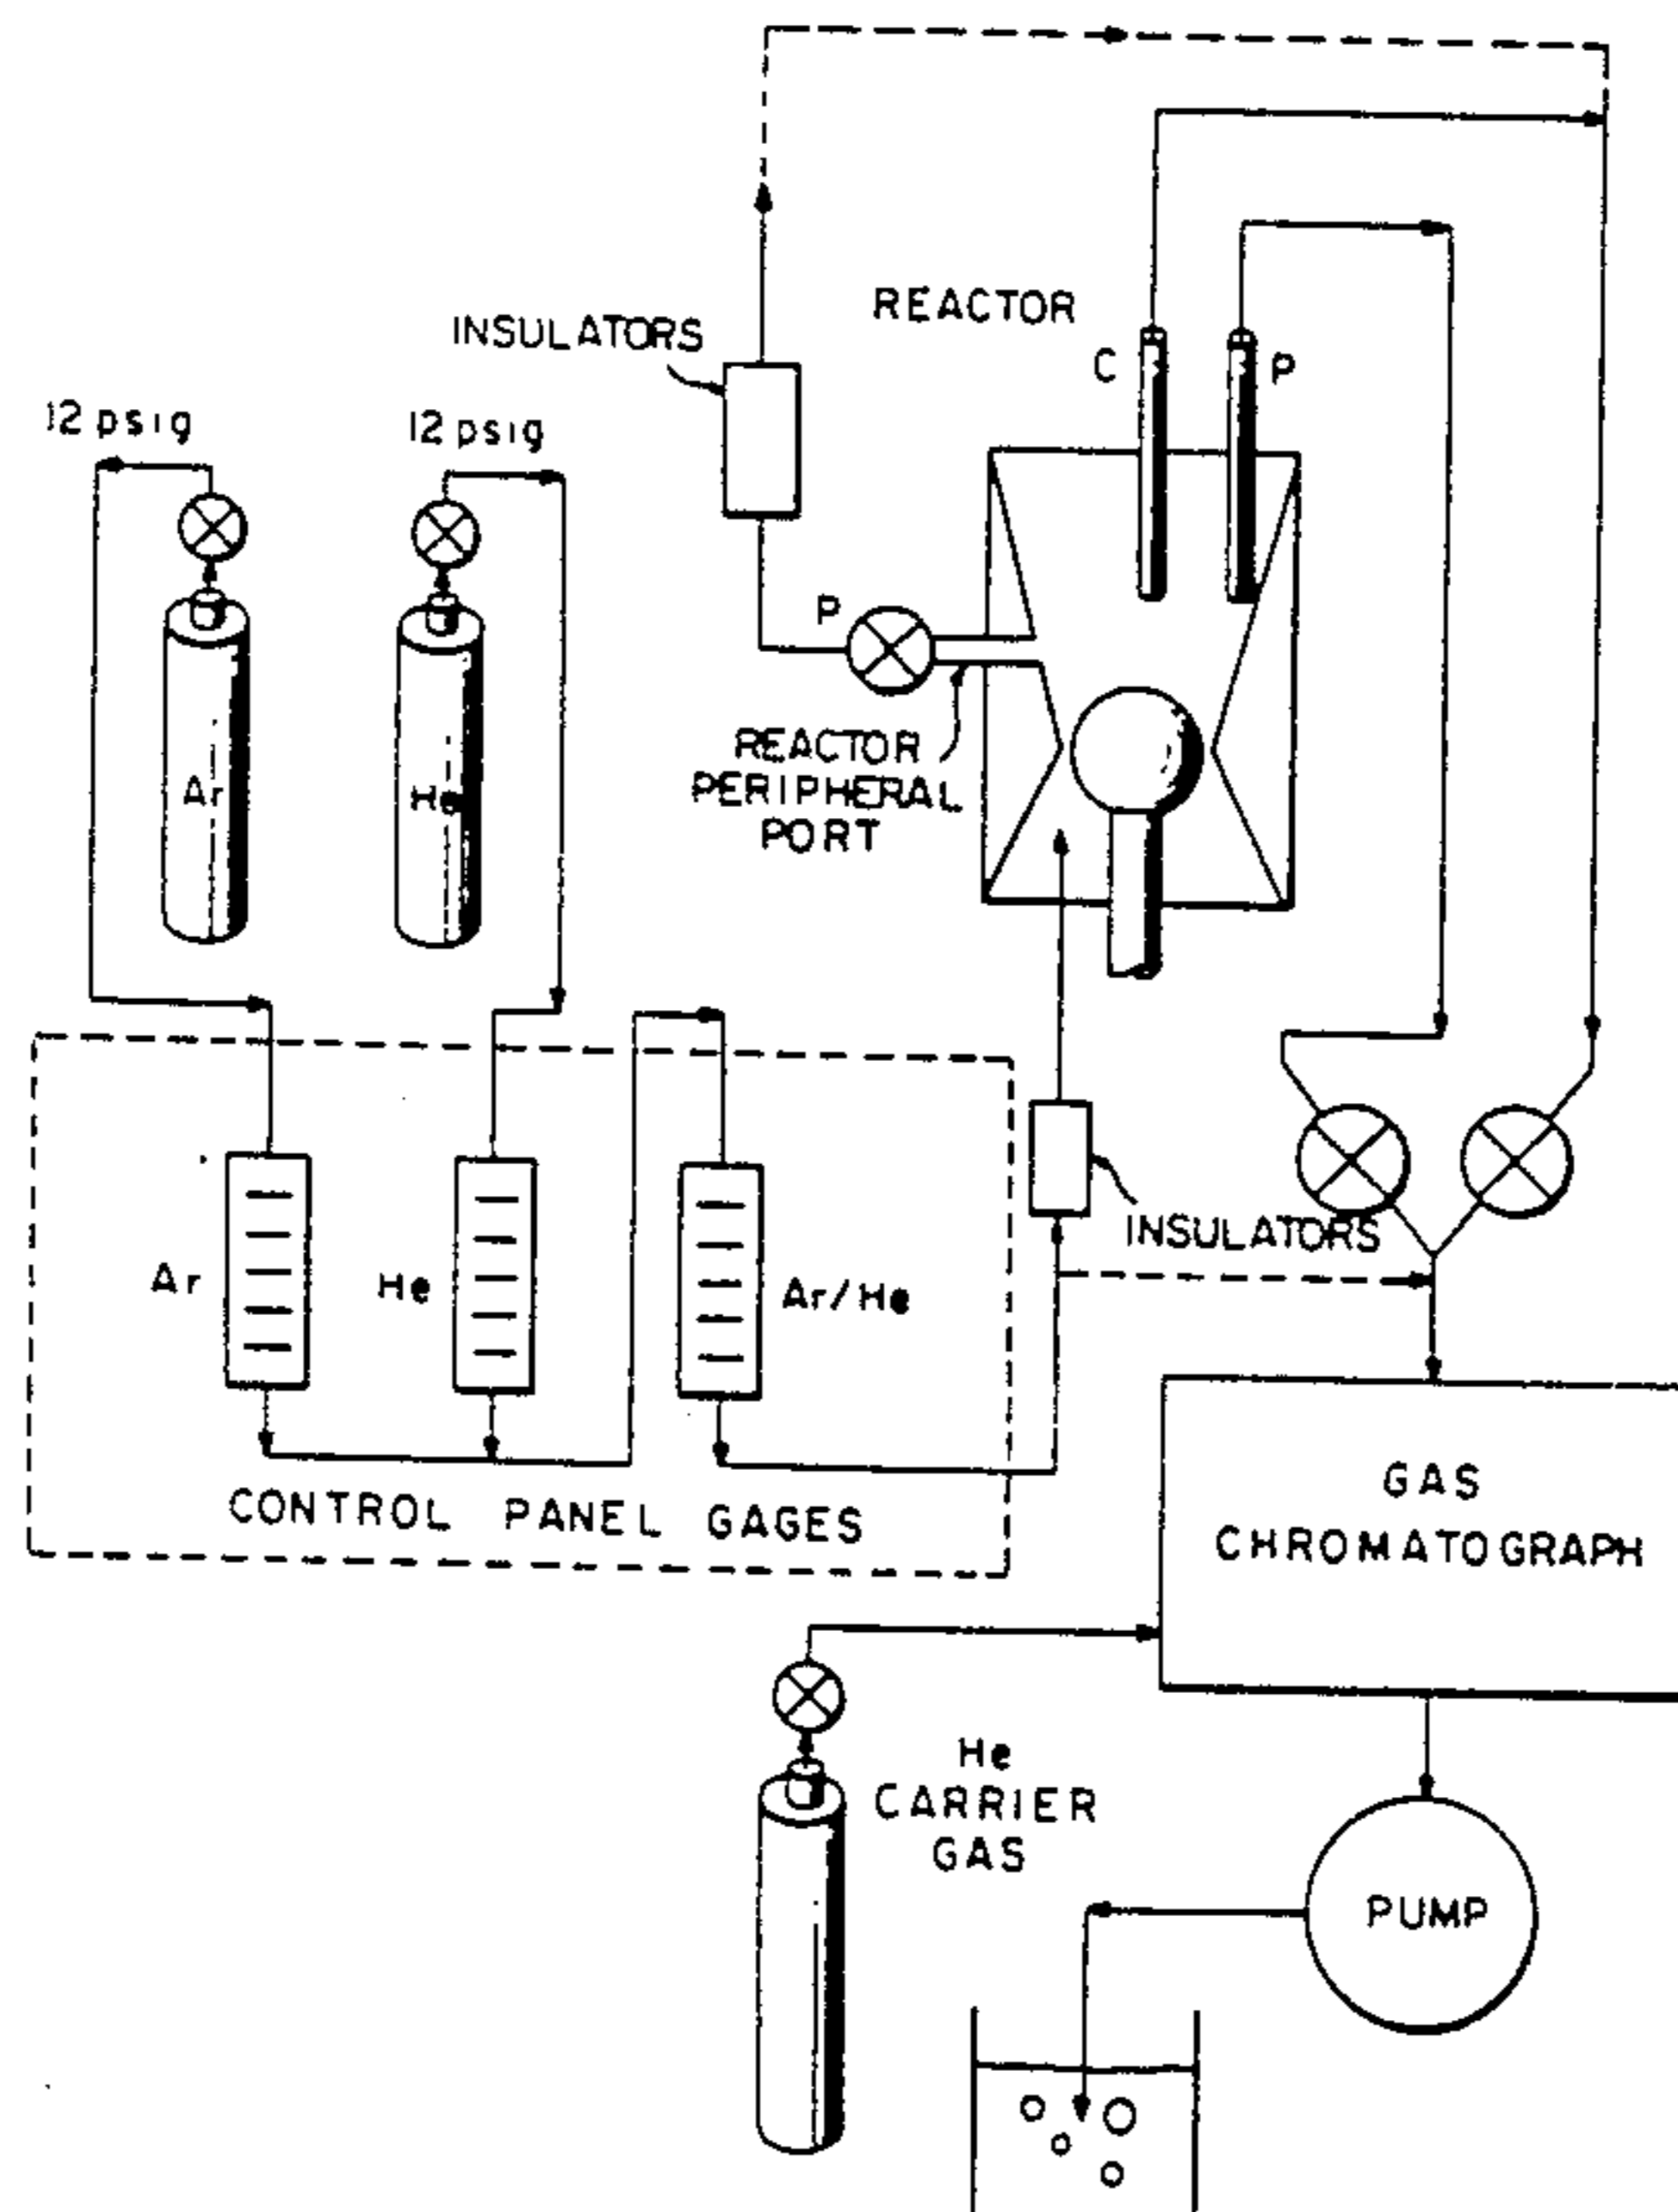 REACTOR
INSULATORS
C
P
12 psig
12 psig
P
REACTOR
PERIPHERAL
PORT
Ar
He
INSULATORS
Ar
He
Ar/He
CONTROL PANEL GAGES
GAS
CHROMATOGRAPH
He
CARRIER
GAS
PUMP